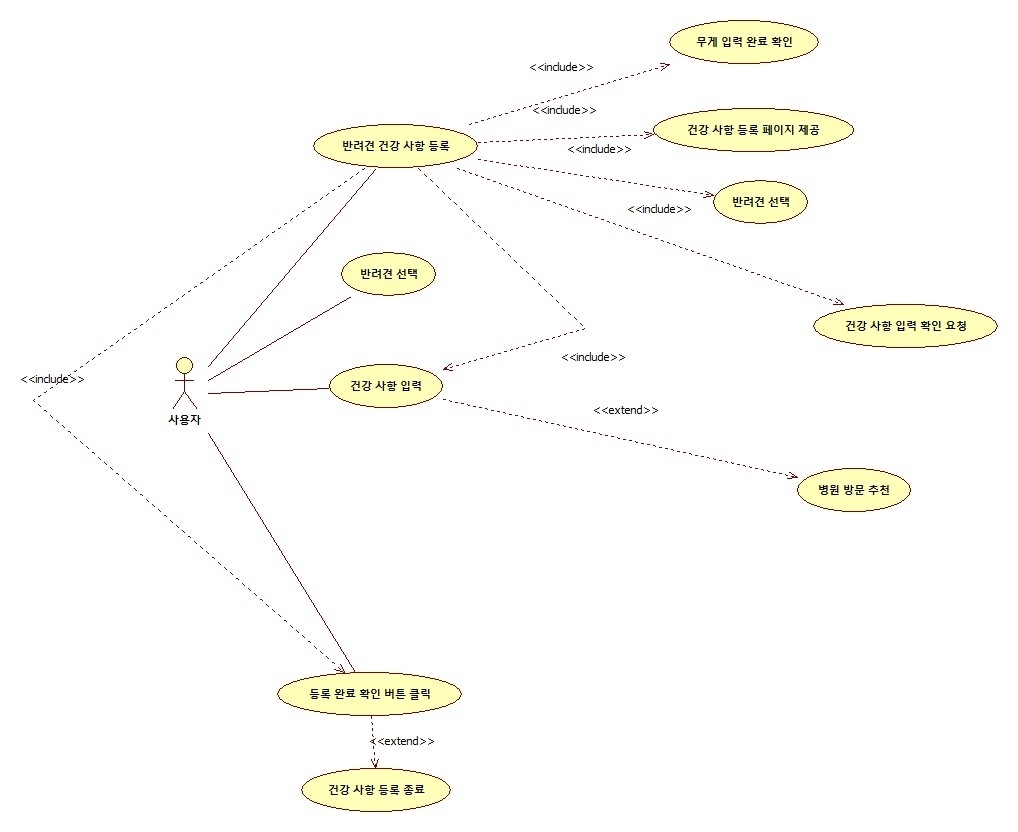 무게 입력 완료 확인
<<include>>
<<include>>
건강 사항 등록 페이지 제공
반려견 건강 사항 등록
<<include>>
반려견 선택
<<include>>
반려견 선택
건강 사항 입력 확인 요청
<<include>>
<<include>>
건강 사항 입력
사용자
<<extend>>
병원 방문 추천
등록 완료 확인 버튼 클릭
<<extend>>
건강 사항 등록 종료